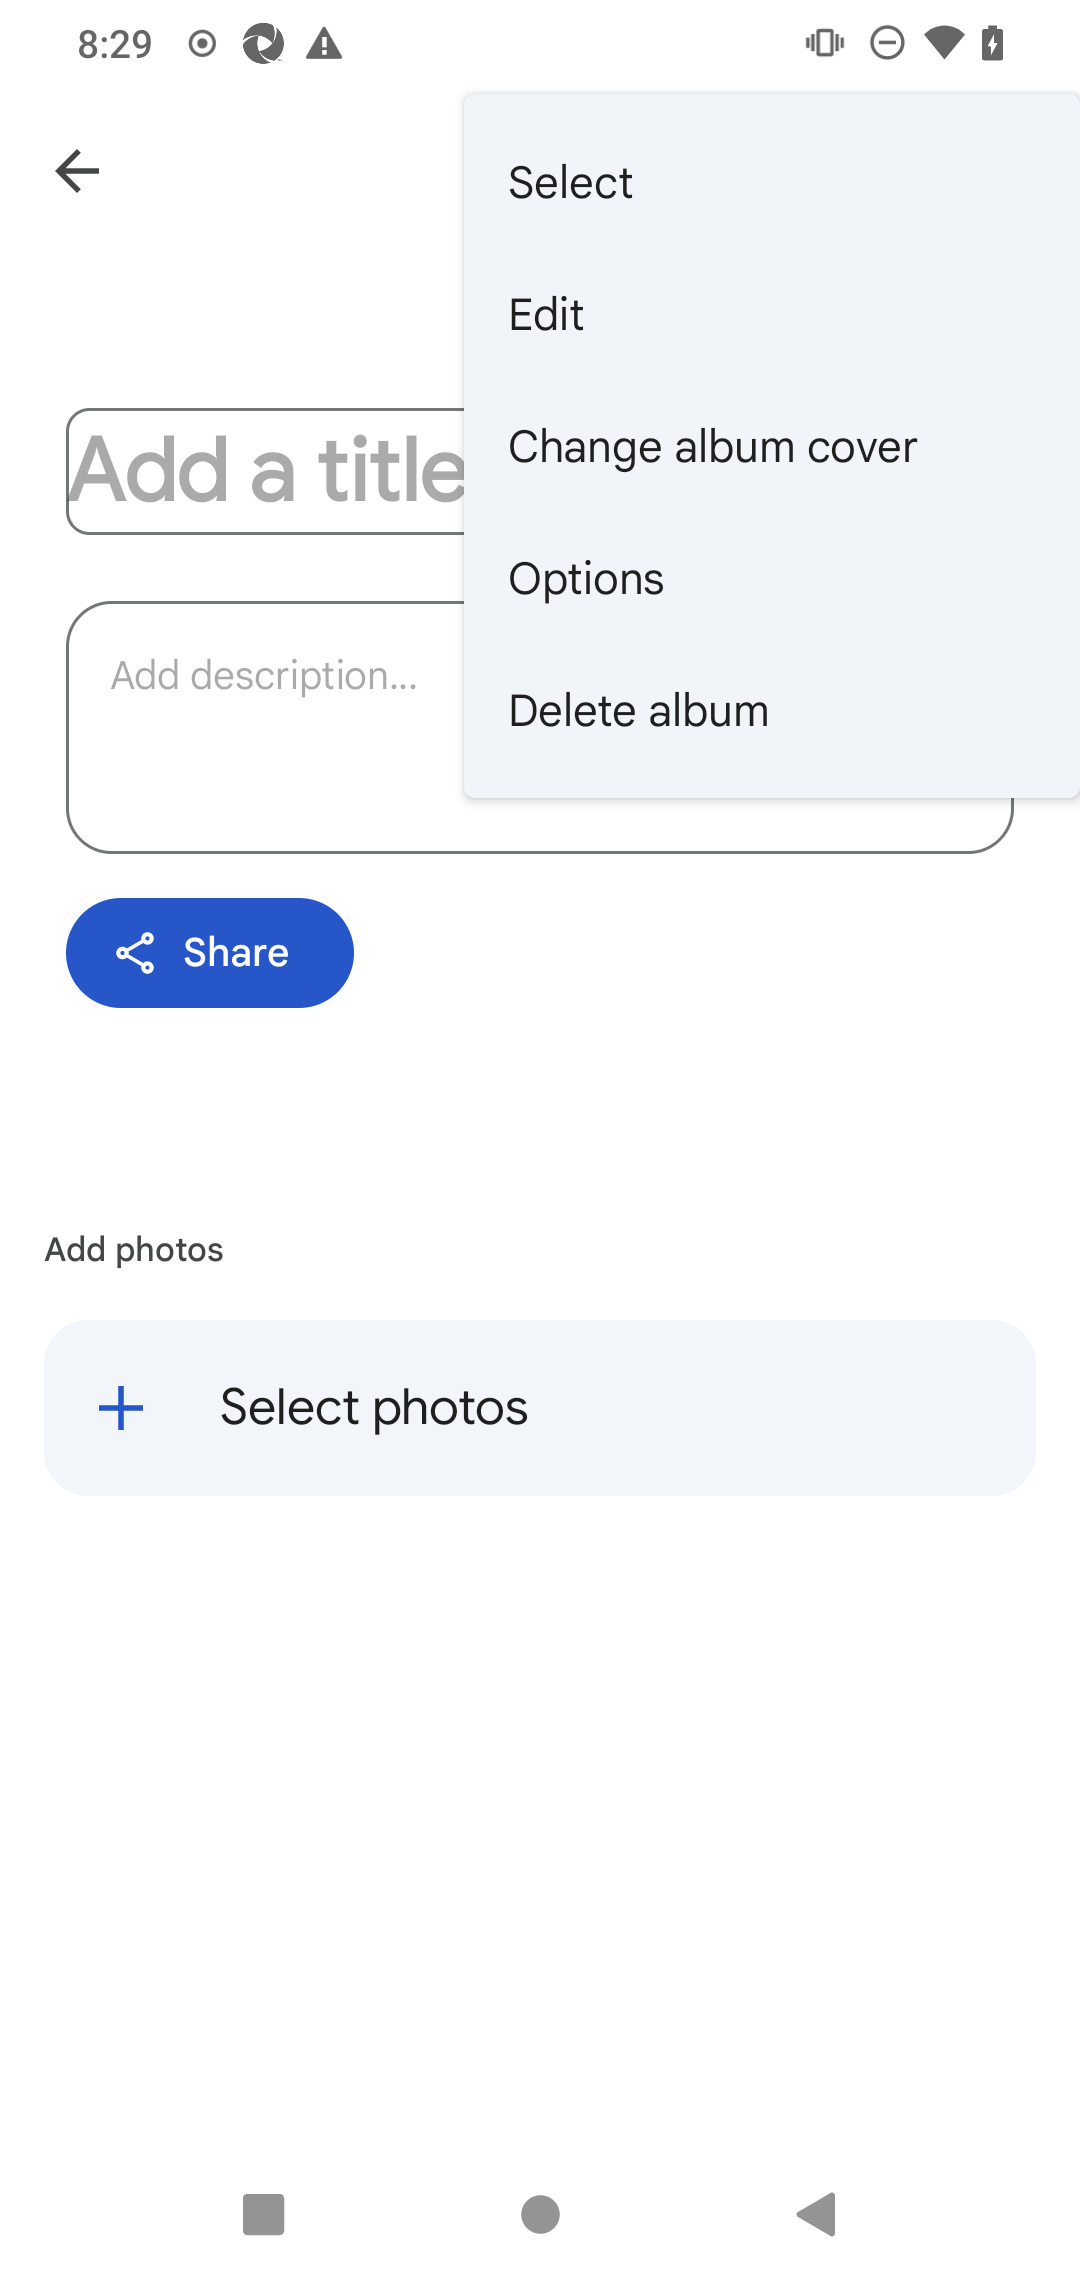 8:29
Select
Edit
Change album cover
Options
Delete album
Add a title
Add description...
Share
Add photos
Select photos